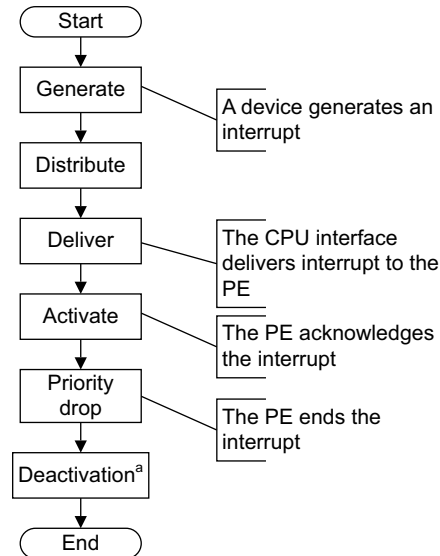 Start
Generate
A device generates an
interrupt
Distribute
Deliver
The CPU interface
delivers interrupt to the
PE
Activate
The PE acknowledges
the interrupt
Priority
drop
The PE ends the
interrupt
Deactivationᵃ
End